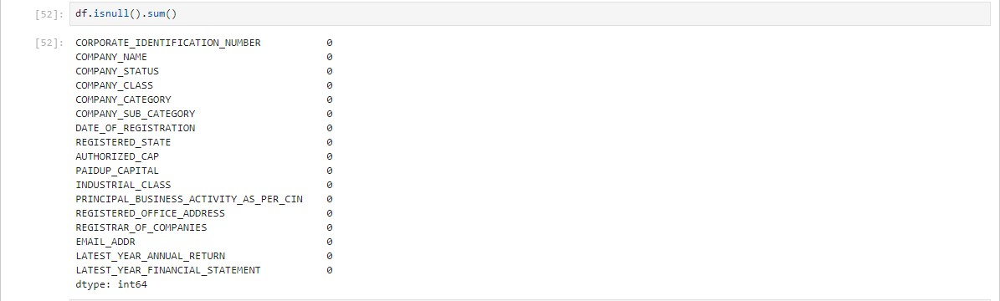 [52]: df.isnull().sum()
[52]: CORPORATE_IDENTIFICATION_NUMBER 0
COMPANY_NAME 0
COMPANY_STATUS 0
COMPANY_CLASS 0
COMPANY_CATEGORY 0
COMPANY_SUB_CATEGORY 0
DATE_OF_REGISTRATION 0
REGISTERED_STATE 0
AUTHORIZED_CAP 0
PAIDUP_CAPITAL 0
INDUSTRIAL_CLASS 0
PRINCIPAL_BUSINESS_ACTIVITY_AS_PER_CIN 0
REGISTERED_OFFICE_ADDRESS 0
REGISTRAR_OF_COMPANIES 0
EMAIL_ADDR 0
LATEST_YEAR_ANNUAL_RETURN 0
LATEST_YEAR_FINANCIAL_STATEMENT 0
dtype: int64